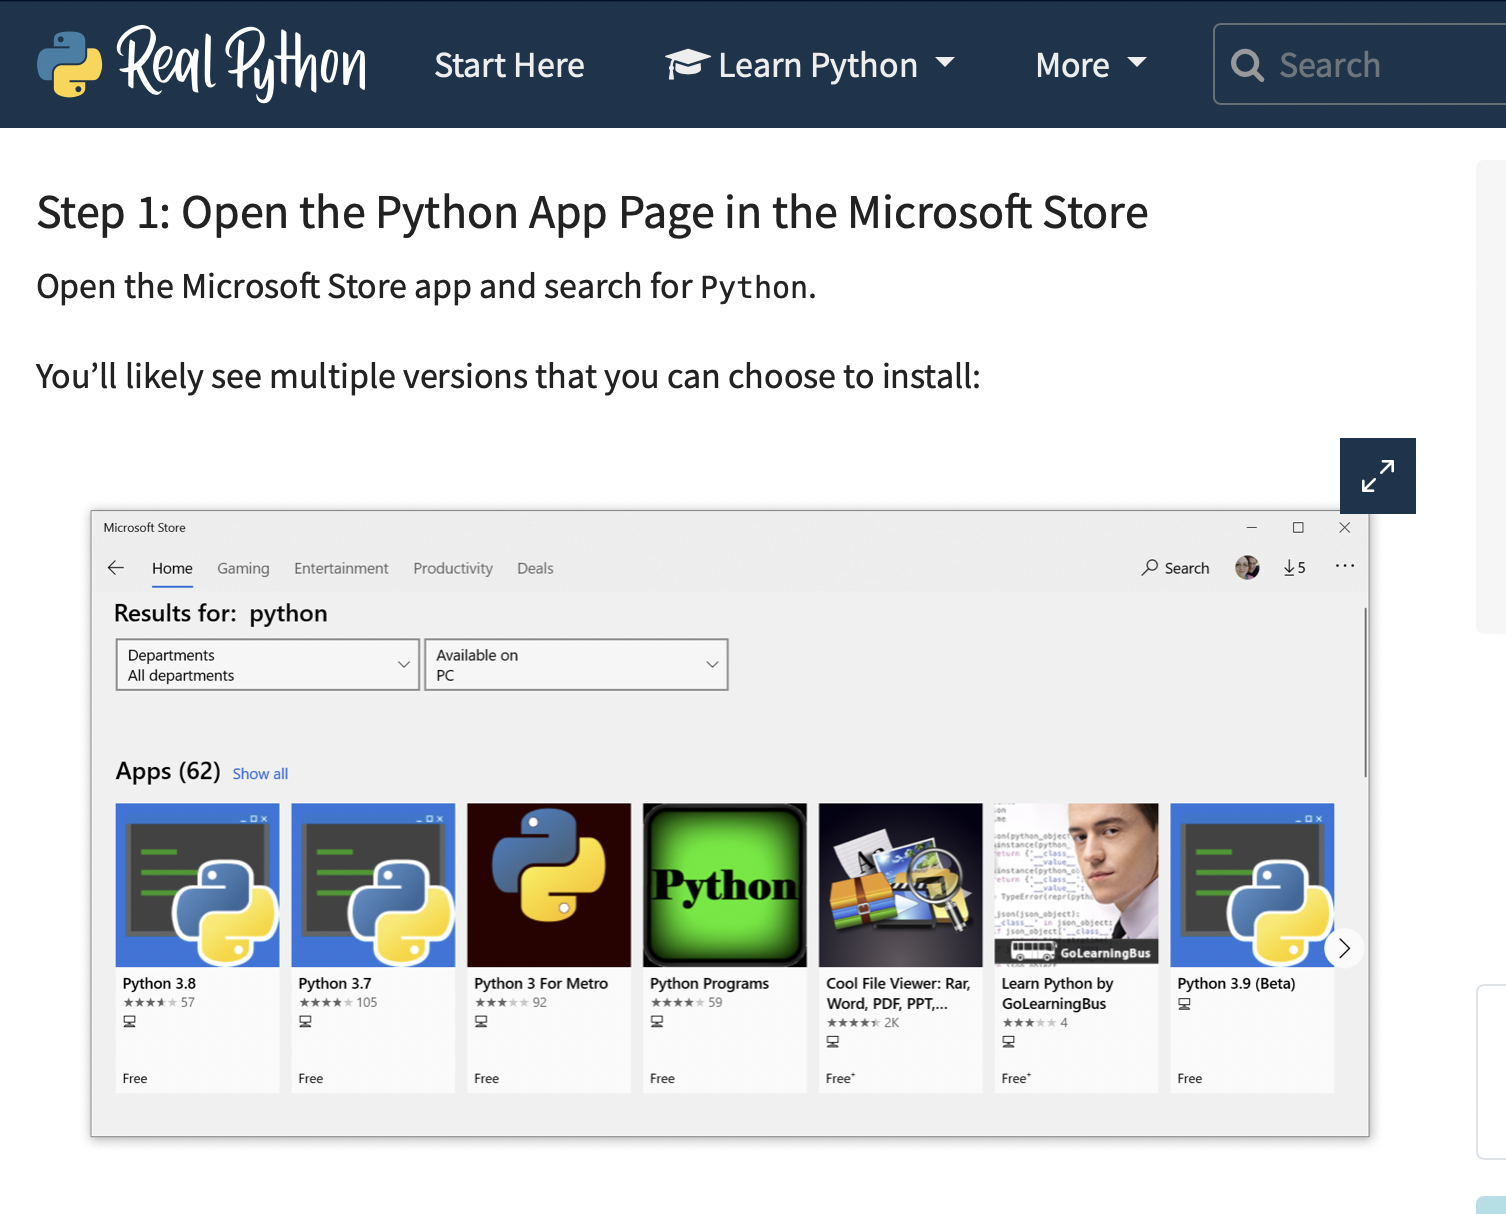 Real Python
Start Here
Learn Python
More
Search
Step 1: Open the Python App Page in the Microsoft Store
Open the Microsoft Store app and search for Python.
You’ll likely see multiple versions that you can choose to install:
Microsoft Store
Home
Gaming
Entertainment
Productivity
Deals
Search
5
Results for: python
Departments
All departments
Available on
PC
Apps (62)
Show all
Python
GoLearningBus
Python 3.8
57
Free
Python 3.7
105
Free
Python 3 For Metro
92
Free
Python Programs
59
Free
Cool File Viewer: Rar,
Word, PDF, PPT,...
2K
Free+
Learn Python by
GoLearningBus
4
Free+
Python 3.9 (Beta)
Free